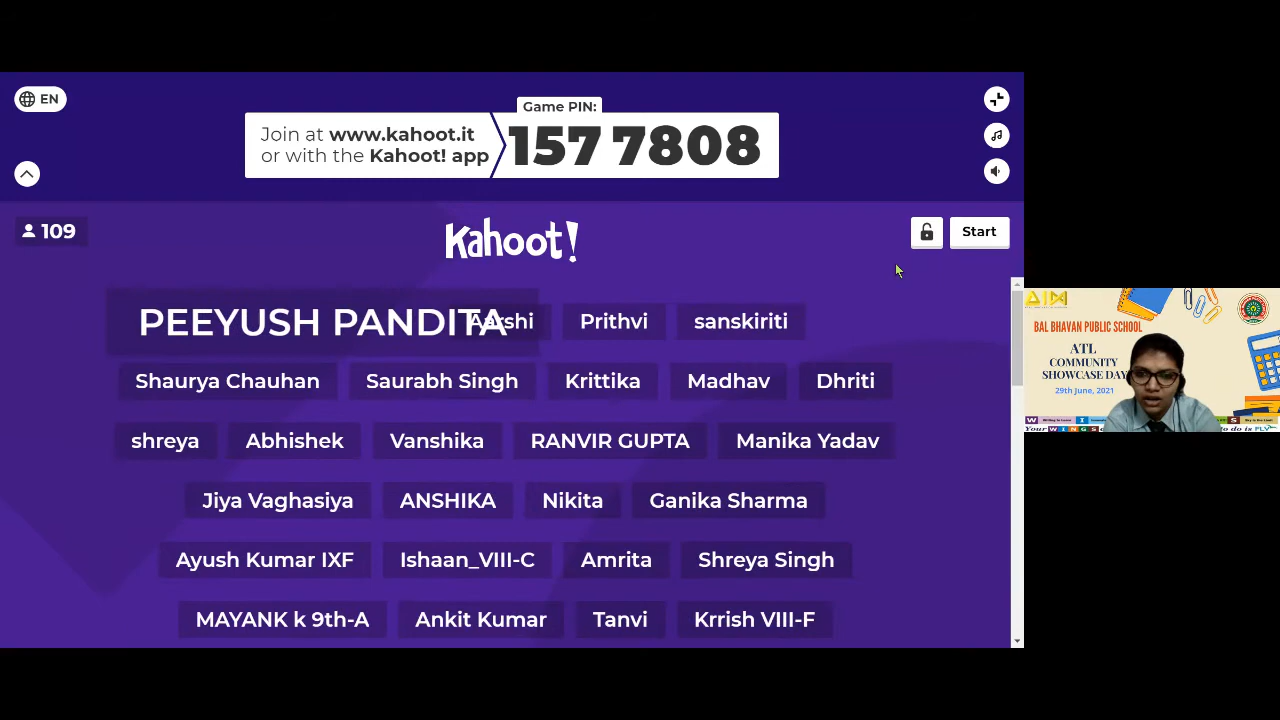 EN
Game PIN:
Join at www.kahoot.it
or with the Kahoot! app
157 7808
109
Kahoot!
Start
PEEYUSH PANDITA
Prithvi
sanskiriti
Shaurya Chauhan
Saurabh Singh
Krittika
Madhav
Dhriti
shreya
Abhishek
Vanshika
RANVIR GUPTA
Manika Yadav
Jiya Vaghasiya
ANSHIKA
Nikita
Ganika Sharma
Ayush Kumar IXF
Ishaan_VIII-C
Amrita
Shreya Singh
MAYANK k 9th-A
Ankit Kumar
Tanvi
Krrish VIII-F
AIM
BAL BHAVAN PUBLIC SCHOOL
ATL
COMMUNITY
SHOWCASE DAY
29th June, 2021